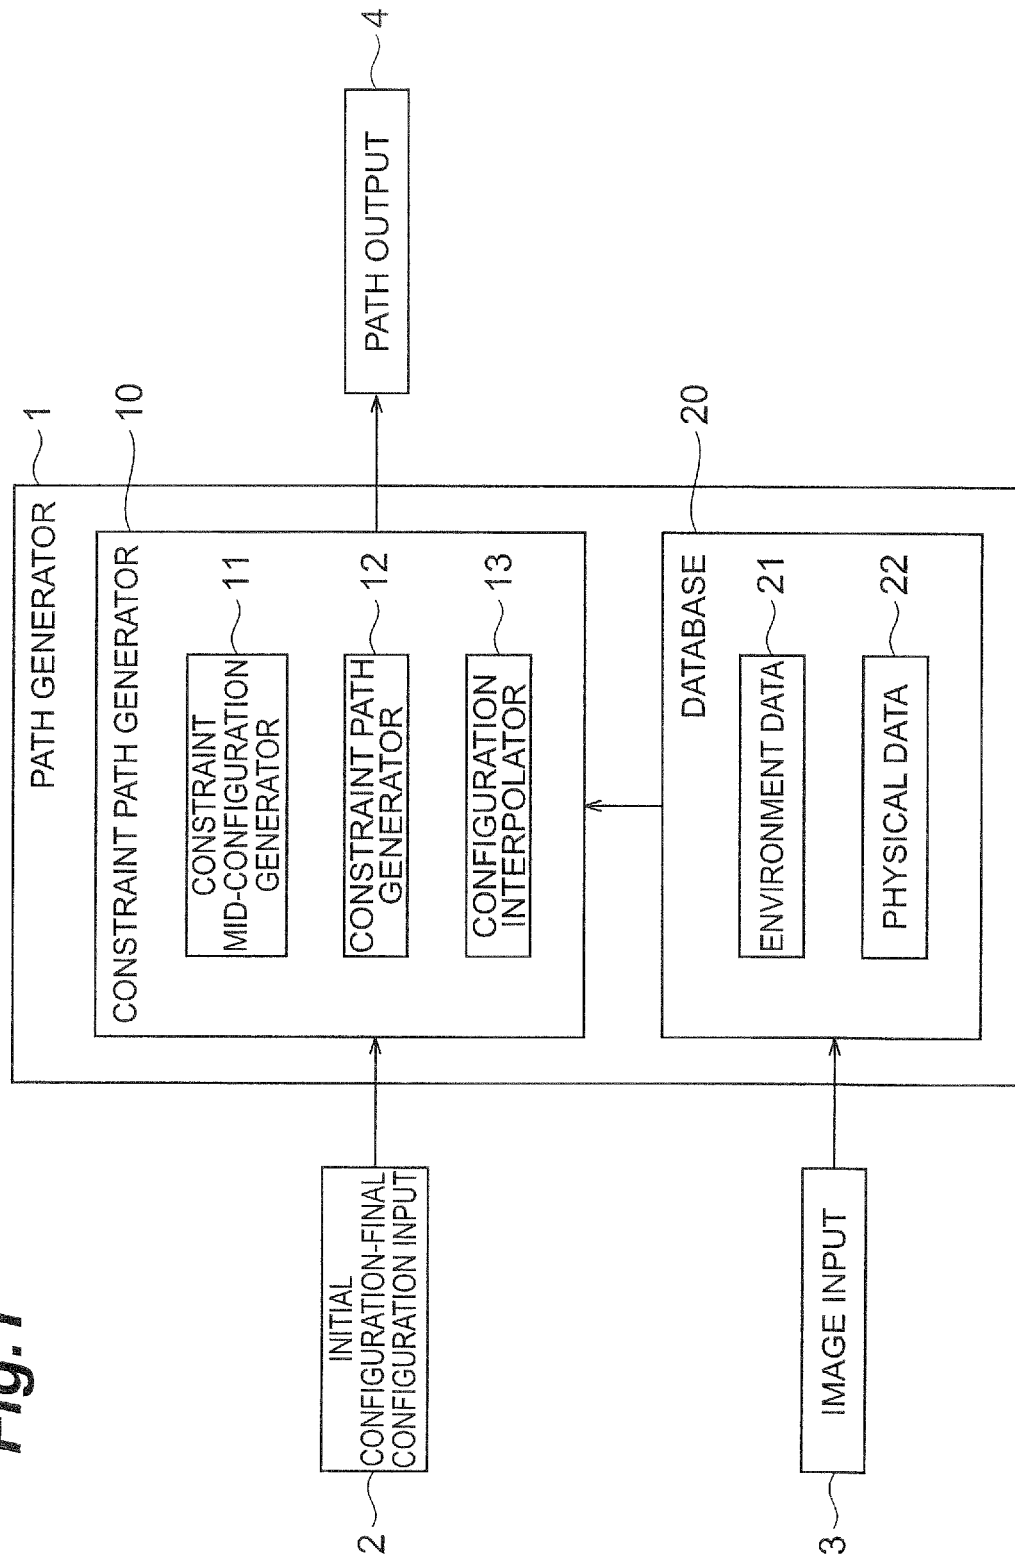 Fig.1
PATH GENERATOR
1
CONSTRAINT PATH GENERATOR
10
CONSTRAINT
MID-CONFIGURATION
GENERATOR
11
CONSTRAINT PATH
GENERATOR
12
CONFIGURATION
INTERPOLATOR
13
INITIAL
CONFIGURATION-FINAL
CONFIGURATION INPUT
2
PATH OUTPUT
4
DATABASE
20
ENVIRONMENT DATA
21
PHYSICAL DATA
22
IMAGE INPUT
3